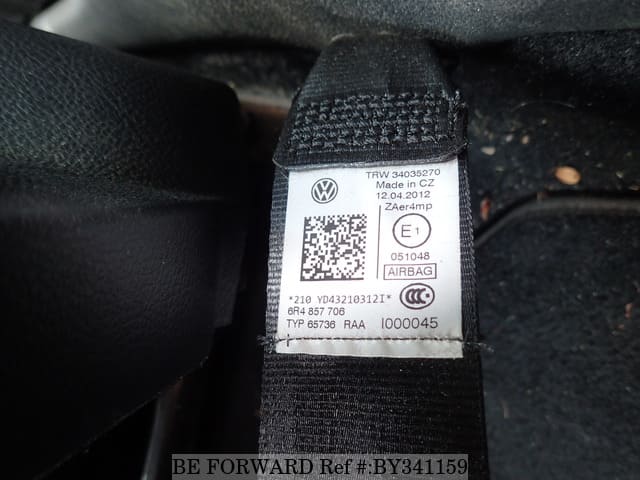 TRW 34035270
Made in CZ
12.04.2012
ZAer4mp
E1
051048
AIRBAG
*210 YD43210312I*
6R4 857 706
TYP 65736 RAA I000045
BE FORWARD Ref #:BY341159